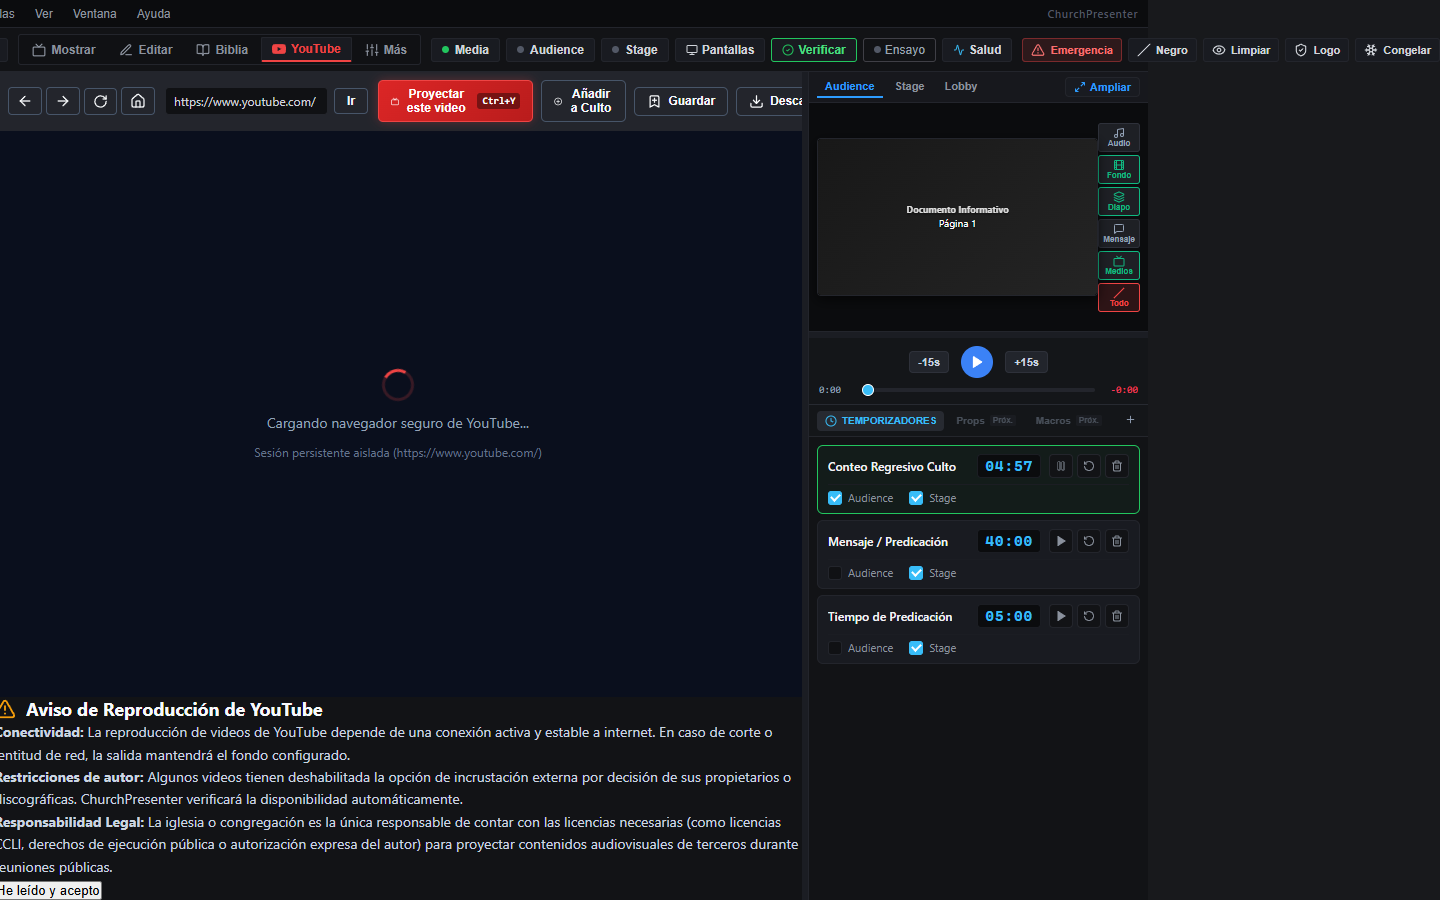 Ver Ventana Ayuda ChurchPresenter
Mostrar Editar Biblia YouTube Más Media Audience Stage Pantallas Verificar Ensayo Salud Emergencia Negro Limpiar Logo Congelar
https://www.youtube.com/ Ir Proyectar este video Ctrl+Y Añadir a Culto Guardar
Audience Stage Lobby Ampliar
Audio
Fondo
Diapo
Mensaje
Medios
Todo
Documento Informativo
Página 1
-15s +15s
0:00 -0:00
Cargando navegador seguro de YouTube...
Sesión persistente aislada (https://www.youtube.com/)
TEMPORIZADORES Props Próx. Macros Próx. +
Conteo Regresivo Culto 04:57
Audience Stage
Mensaje / Predicación 40:00
Audience Stage
Tiempo de Predicación 05:00
Audience Stage
Aviso de Reproducción de YouTube
Conectividad: La reproducción de videos de YouTube depende de una conexión activa y estable a internet. En caso de corte o
entitud de red, la salida mantendrá el fondo configurado.
Restricciones de autor: Algunos videos tienen deshabilitada la opción de incrustación externa por decisión de sus propietarios o
discográficas. ChurchPresenter verificará la disponibilidad automáticamente.
Responsabilidad Legal: La iglesia o congregación es la única responsable de contar con las licencias necesarias (como licencias
CCLI, derechos de ejecución pública o autorización expresa del autor) para proyectar contenidos audiovisuales de terceros durante
reuniones públicas.
He leído y acepto